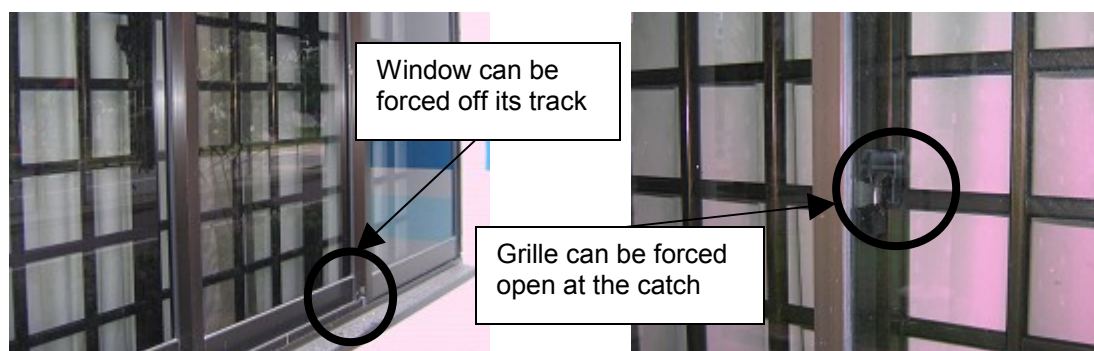 Window can be
forced off its track
Grille can be forced
open at the catch